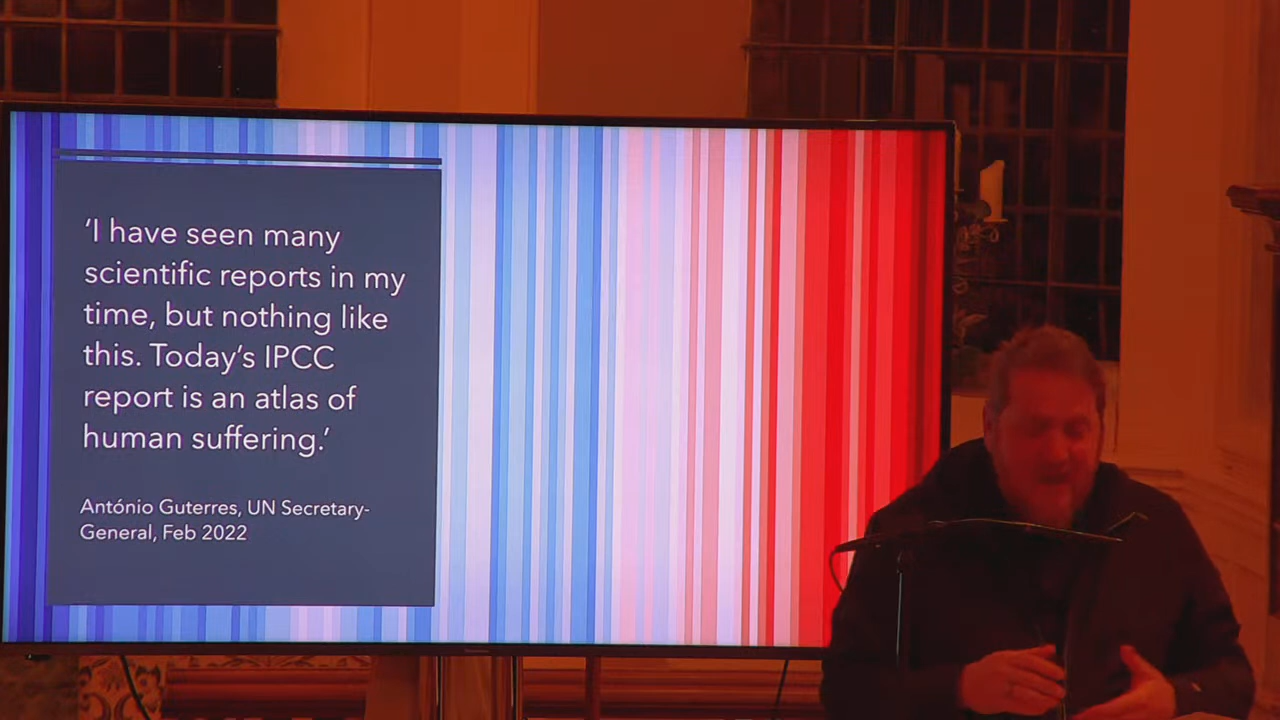 ‘I have seen many
scientific reports in my
time, but nothing like
this. Today’s IPCC
report is an atlas of
human suffering.’
António Guterres, UN Secretary-
General, Feb 2022